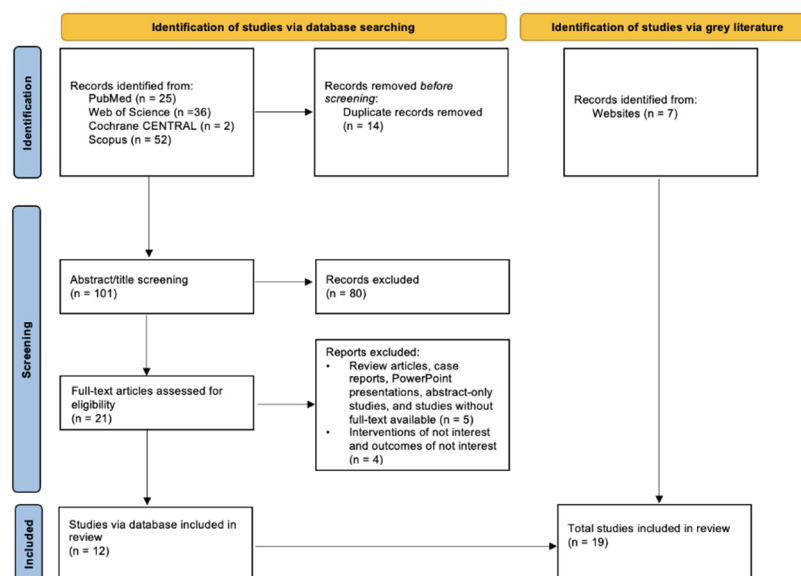 Identification of studies via database searching
Identification of studies via grey literature
Identification
Records identified from:
PubMed (n = 25)
Web of Science (n =36)
Cochrane CENTRAL (n = 2)
Scopus (n = 52)
Records removed before
screening:
Duplicate records removed
(n = 14)
Records identified from:
Websites (n = 7)
Screening
Abstract/title screening
(n = 101)
Records excluded
(n = 80)
Full-text articles assessed for
eligibility
(n = 21)
Reports excluded:
• Review articles, case
reports, PowerPoint
presentations, abstract-only
studies, and studies without
full-text available (n = 5)
• Interventions of not interest
and outcomes of not interest
(n = 4)
Included
Studies via database included in
review
(n = 12)
Total studies included in review
(n = 19)